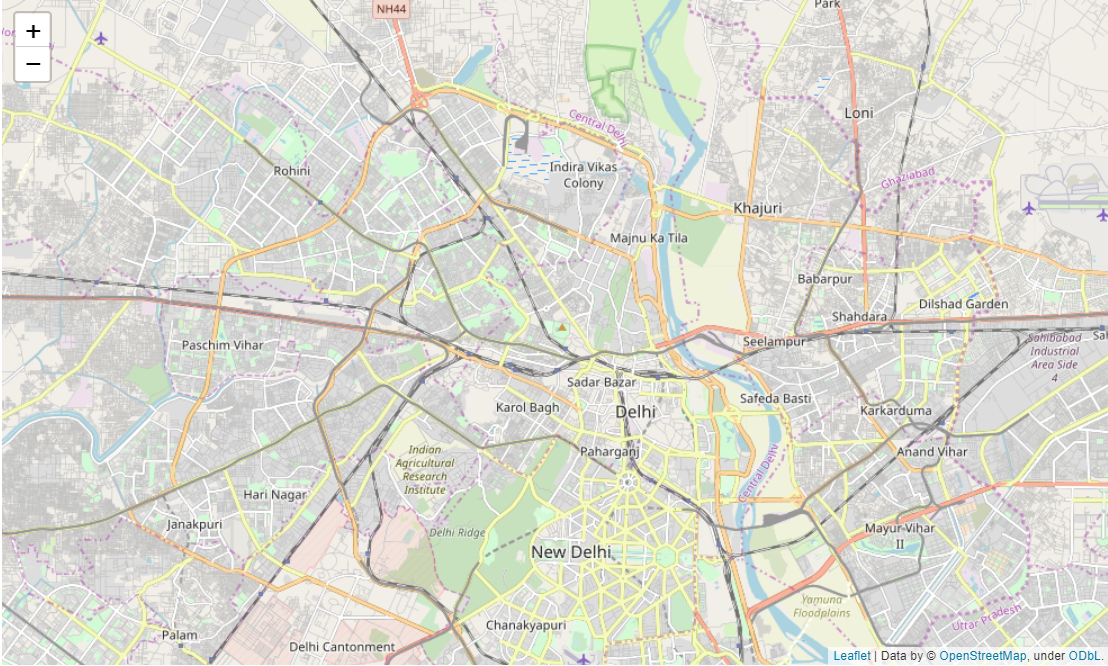 +
−
NH44
Park
Loni
Central Delhi
Indira Vikas
Colony
Rohini
Ghaziabad
Khajuri
Majnu Ka Tila
Babarpur
Dilshad Garden
Shahdara
Seelampur
Sahibabad
Industrial
Area Side
4
Paschim Vihar
Sadar Bazar
Safeda Basti
Karol Bagh
Delhi
Karkarduma
Paharganj
Anand Vihar
Indian
Agricultural
Research
Institute
Central Delhi
Hari Nagar
Janakpuri
Delhi Ridge
Mayur Vihar
II
New Delhi
Yamuna
Floodplains
Uttar Pradesh
Chanakyapuri
Palam
Delhi Cantonment
Leaflet | Data by © OpenStreetMap, under ODbL.